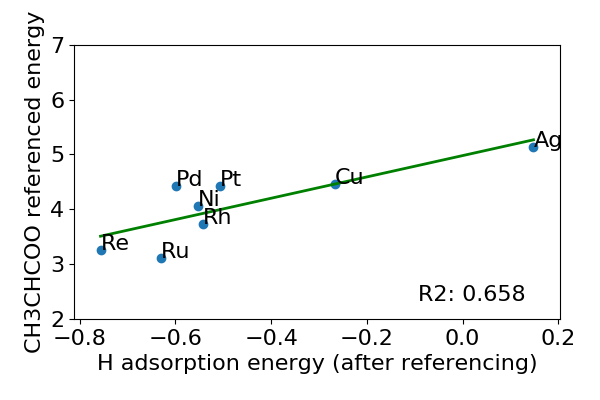 CH3CHCOO referenced energy
7
6
5
4
3
2
Ag
Pd
Pt
Cu
Ni
Rh
Re
Ru
R2: 0.658
−0.8
−0.6
−0.4
−0.2
0.0
0.2
H adsorption energy (after referencing)